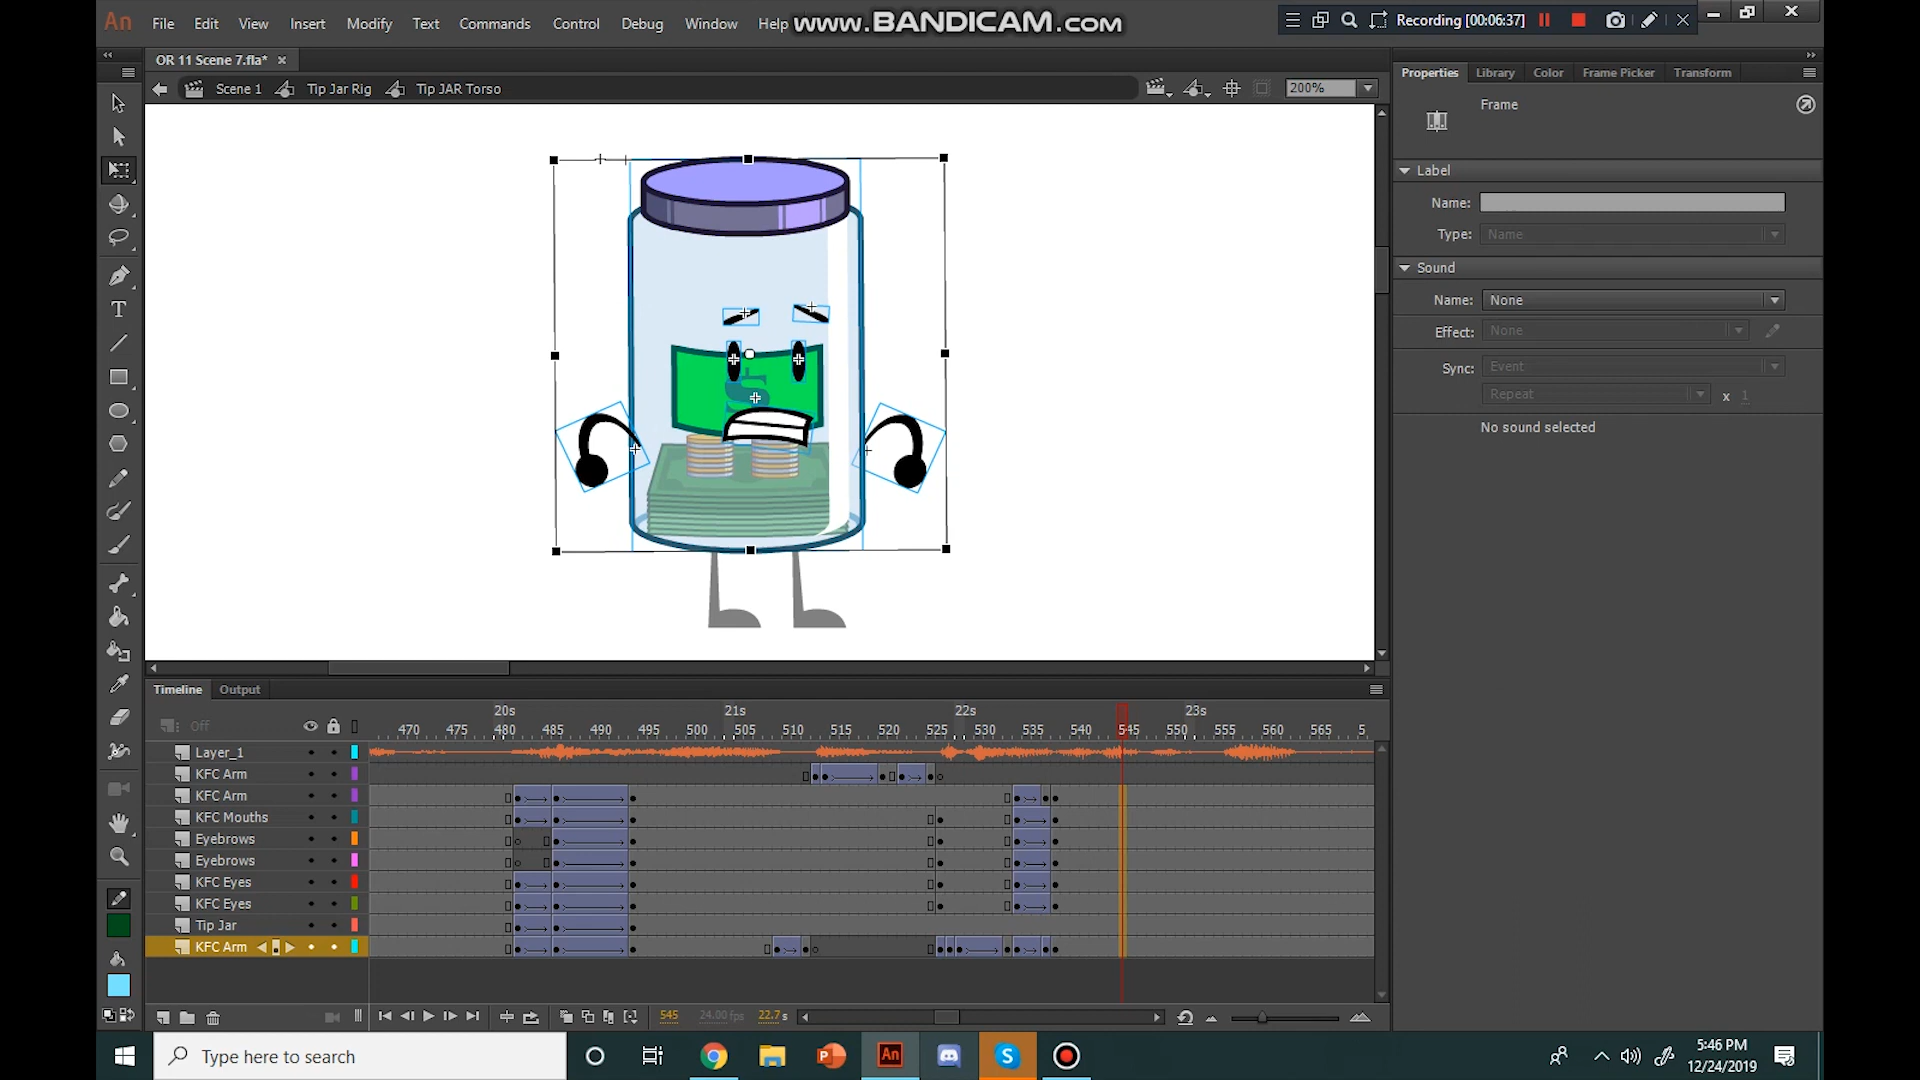 An File Edit View Insert Modify Text Commands Control Debug Window Help www.BANDICAM.com Recording [00:06:37]
OR 11 Scene 7.fla*
Scene 1 Tip Jar Rig Tip JAR Torso 200%
Properties Library Color Frame Picker Transform
Frame
Label
Name:
Type: Name
Sound
Name: None
Effect: None
Sync: Event
Repeat x 1
No sound selected
Timeline Output
20s 21s 22s 23s
Off 470 475 480 485 490 495 500 505 510 515 520 525 530 535 540 545 550 555 560 565 5
Layer_1
KFC Arm
KFC Arm
KFC Mouths
Eyebrows
Eyebrows
KFC Eyes
KFC Eyes
Tip Jar
KFC Arm
545 24.00 fps 22.7 s
Type here to search
5:46 PM
12/24/2019